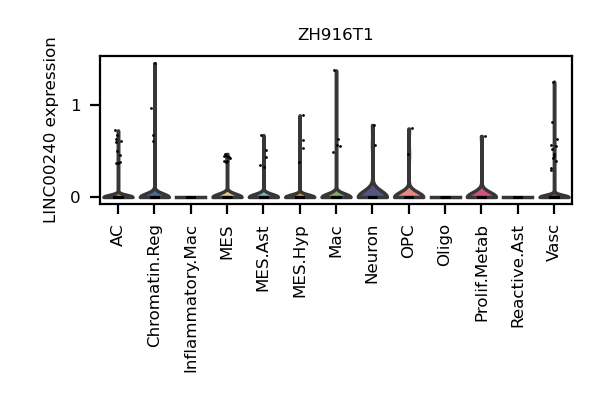 ZH916T1
LINC00240 expression
1
0
AC
Chromatin.Reg
Inflammatory.Mac
MES
MES.Ast
MES.Hyp
Mac
Neuron
OPC
Oligo
Prolif.Metab
Reactive.Ast
Vasc